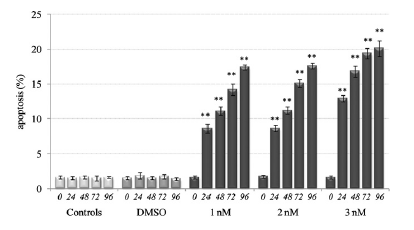 25
20
15
10
5
0
apoptosis (%)
** ** ** ** ** ** ** ** ** ** ** **
0 24 48 72 96 0 24 48 72 96 0 24 48 72 96 0 24 48 72 96 0 24 48 72 96
Controls DMSO 1 nM 2 nM 3 nM